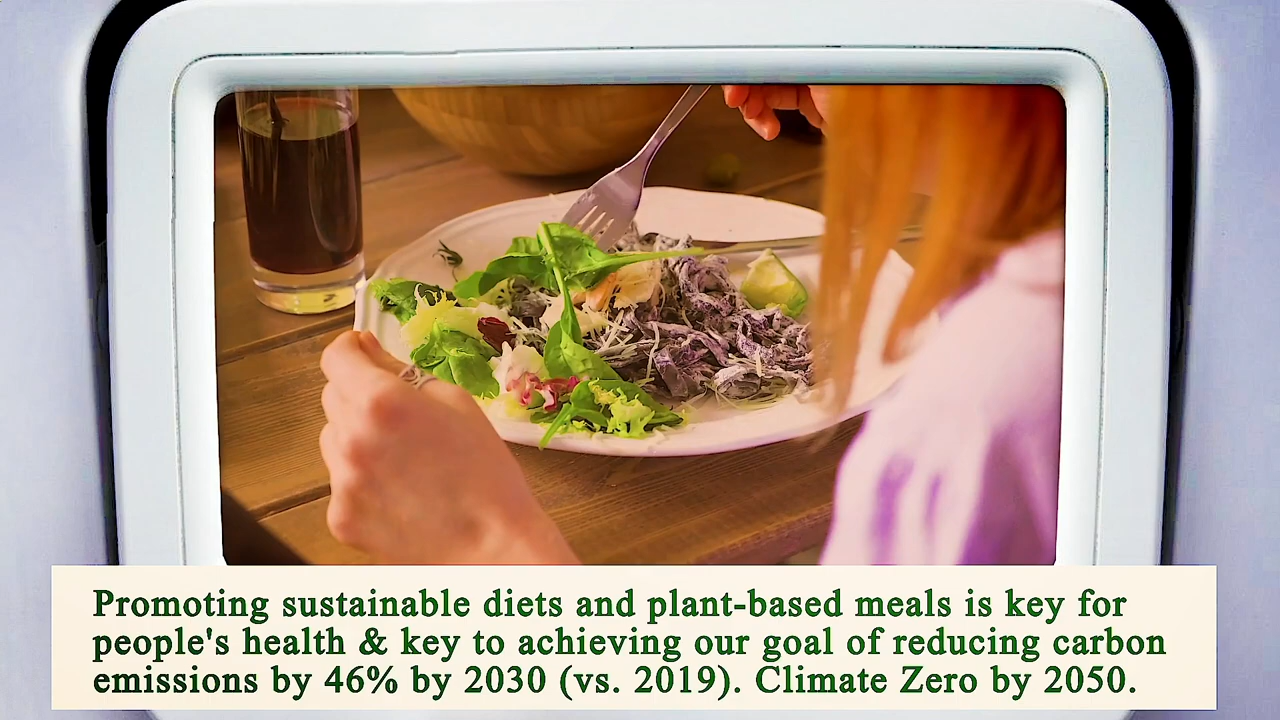 Promoting sustainable diets and plant-based meals is key for
people's health & key to achieving our goal of reducing carbon
emissions by 46% by 2030 (vs. 2019). Climate Zero by 2050.